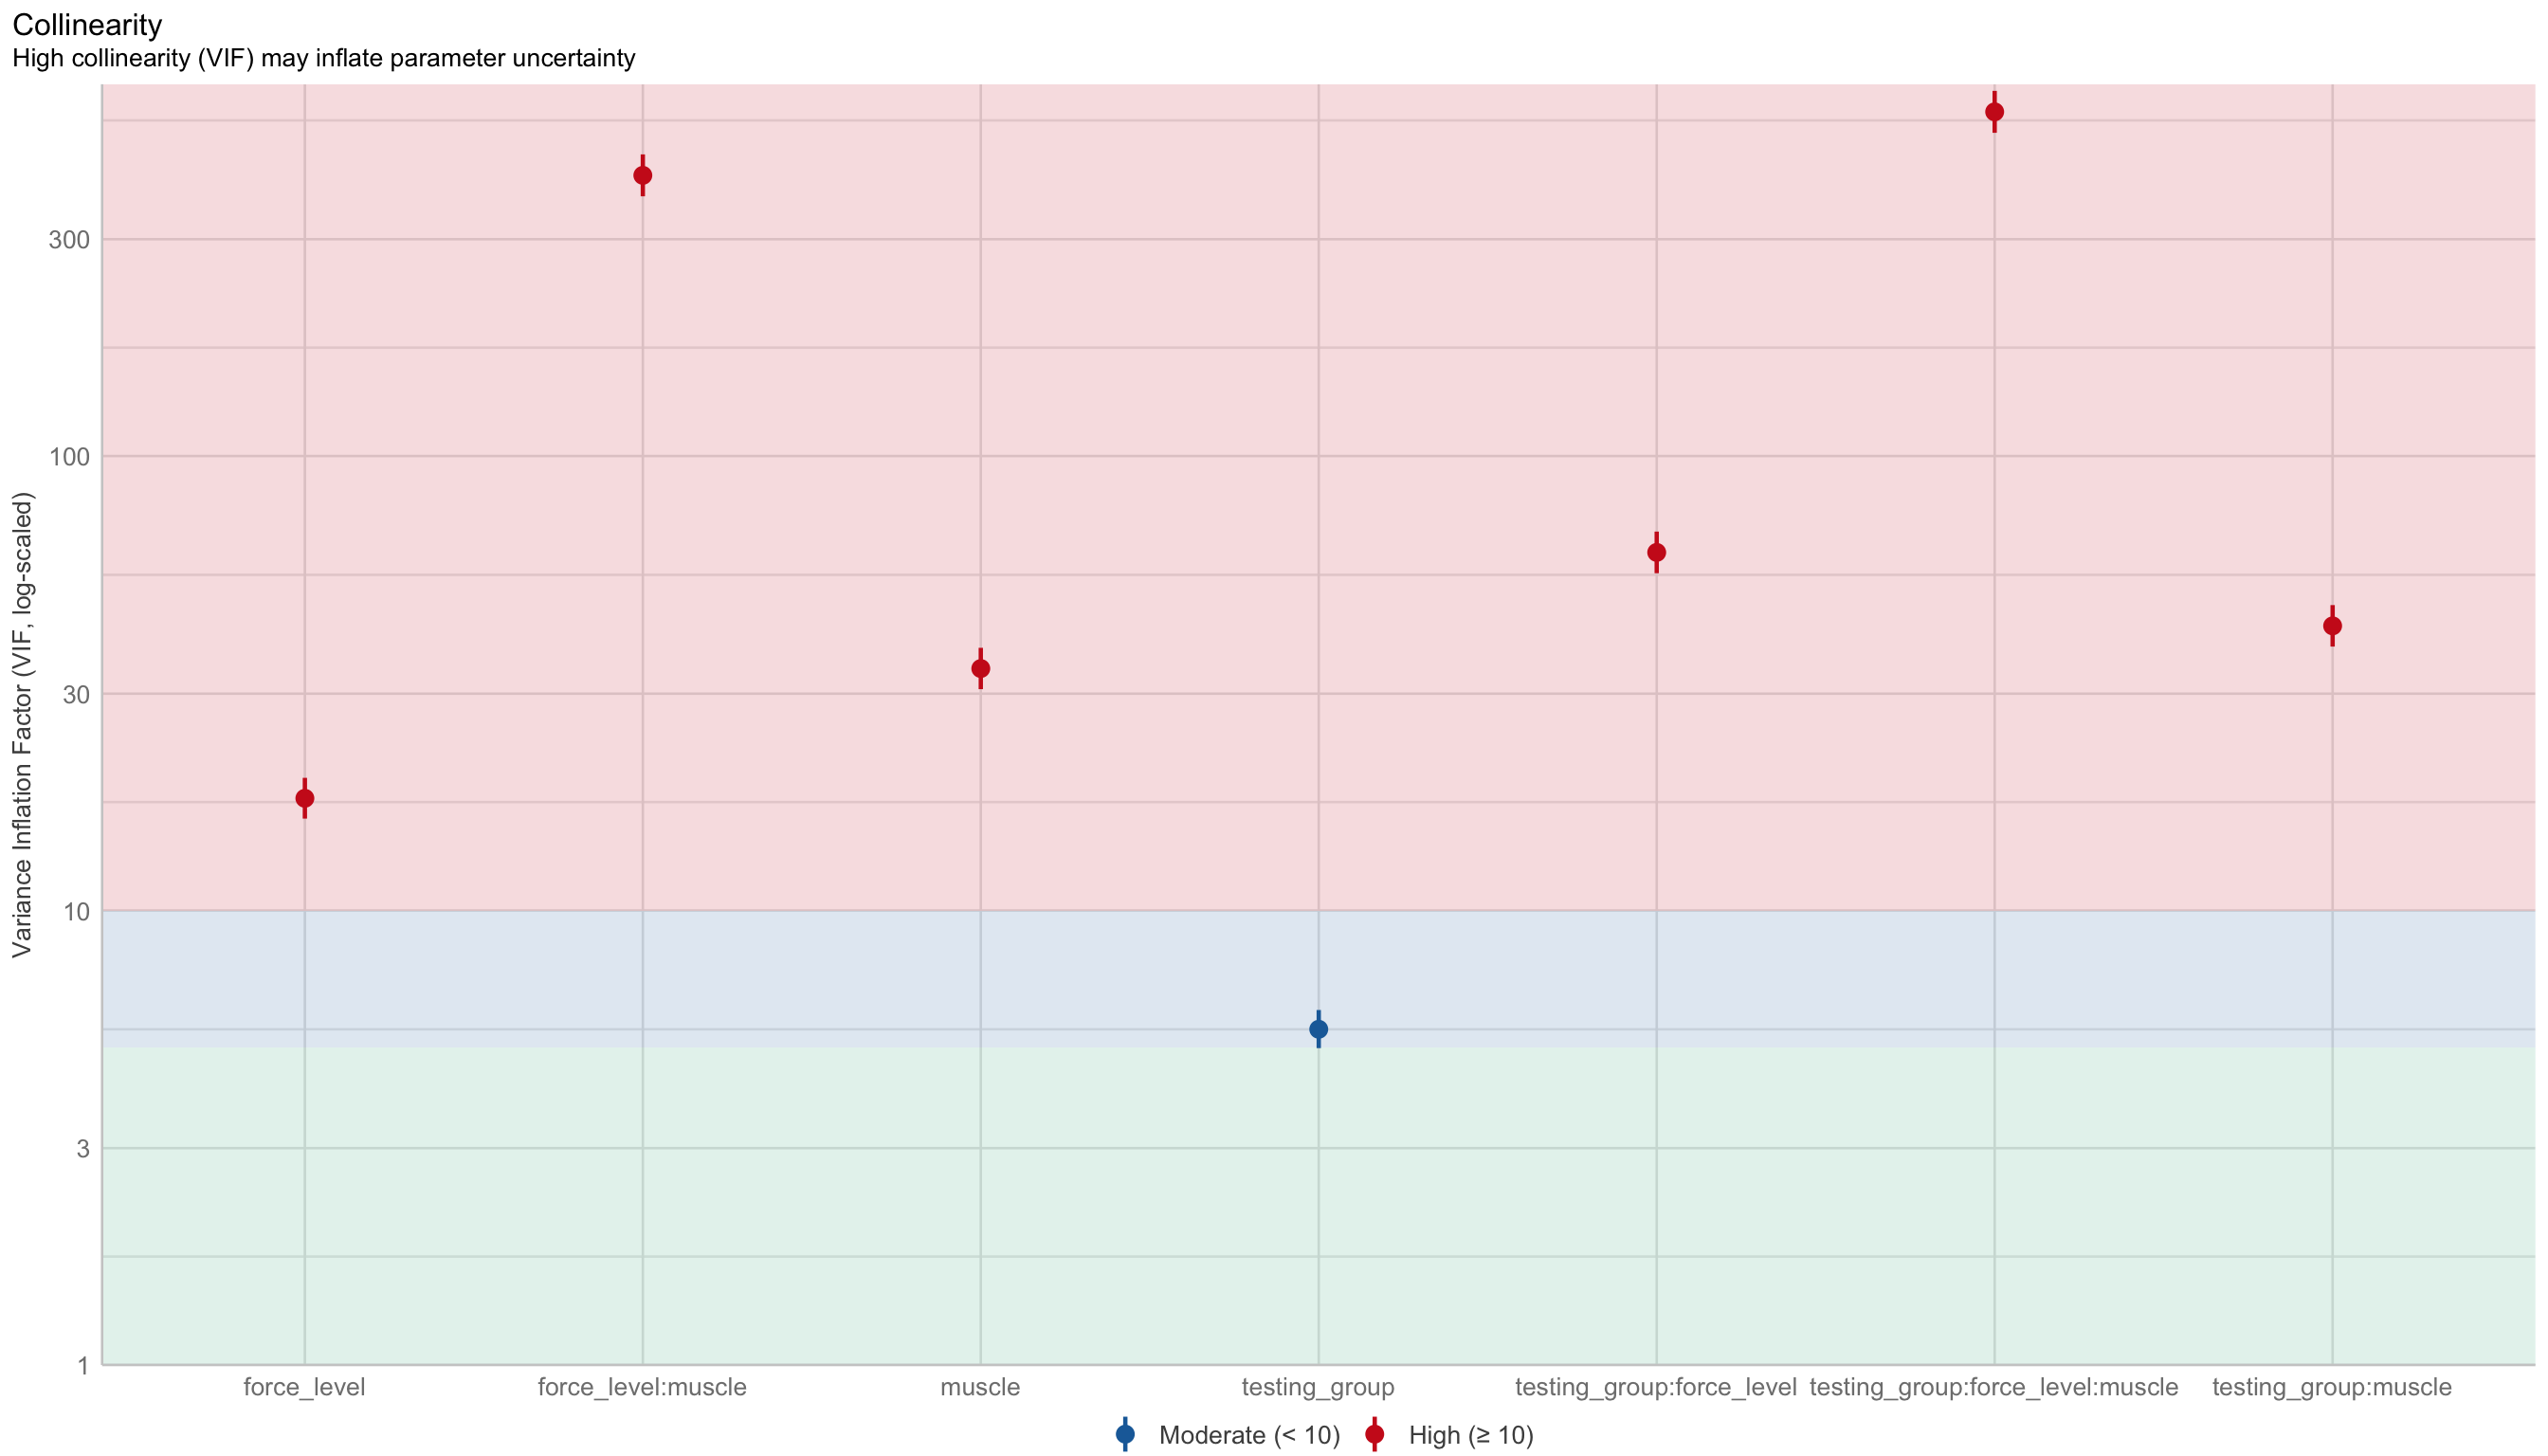 Collinearity
High collinearity (VIF) may inflate parameter uncertainty
Variance Inflation Factor (VIF, log-scaled)
300
100
30
10
3
1
force_level
force_level:muscle
muscle
testing_group
testing_group:force_level
testing_group:force_level:muscle
testing_group:muscle
Moderate (< 10)
High (≥ 10)